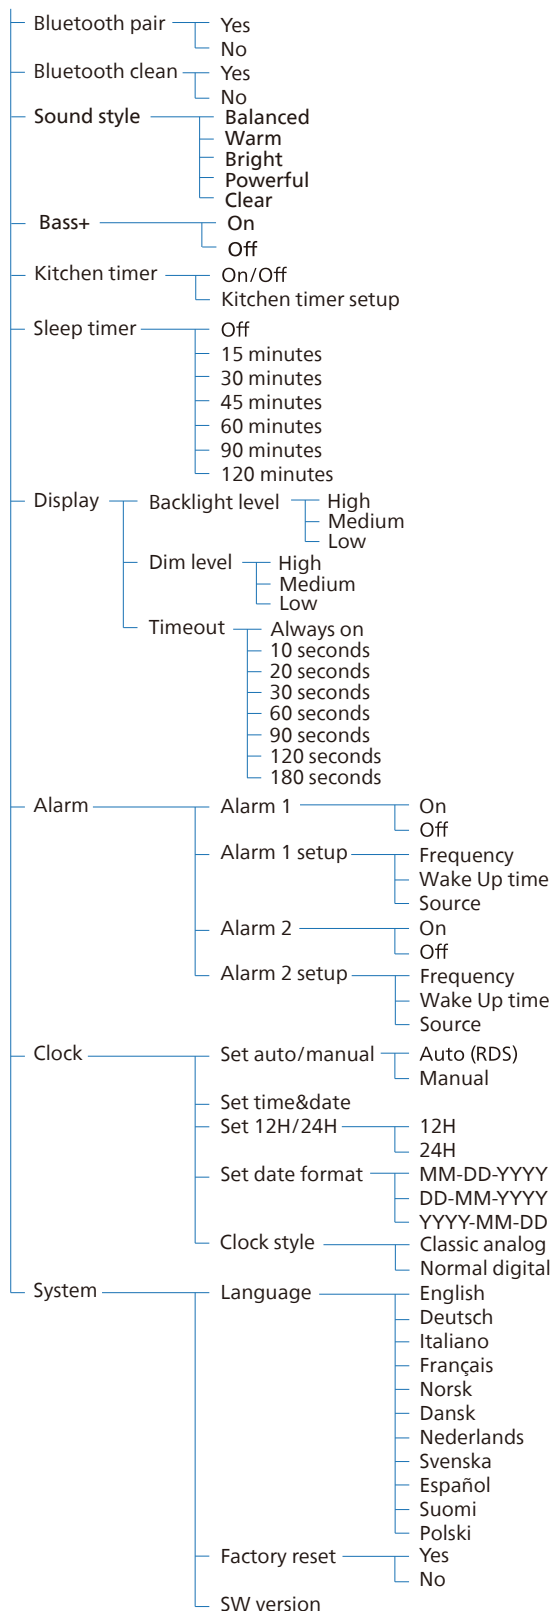 Bluetooth pair Yes
No
Bluetooth clean Yes
No
Sound style Balanced
Warm
Bright
Powerful
Clear
Bass+ On
Off
Kitchen timer On/Off
Kitchen timer setup
Sleep timer Off
15 minutes
30 minutes
45 minutes
60 minutes
90 minutes
120 minutes
Display Backlight level High
Medium
Low
Dim level High
Medium
Low
Timeout Always on
10 seconds
20 seconds
30 seconds
60 seconds
90 seconds
120 seconds
180 seconds
Alarm Alarm 1 On
Off
Alarm 1 setup Frequency
Wake Up time
Source
Alarm 2 On
Off
Alarm 2 setup Frequency
Wake Up time
Source
Clock Set auto/manual Auto (RDS)
Manual
Set time&date
Set 12H/24H 12H
24H
Set date format MM-DD-YYYY
DD-MM-YYYY
YYYY-MM-DD
Clock style Classic analog
Normal digital
System Language English
Deutsch
Italiano
Français
Norsk
Dansk
Nederlands
Svenska
Español
Suomi
Polski
Factory reset Yes
No
SW version